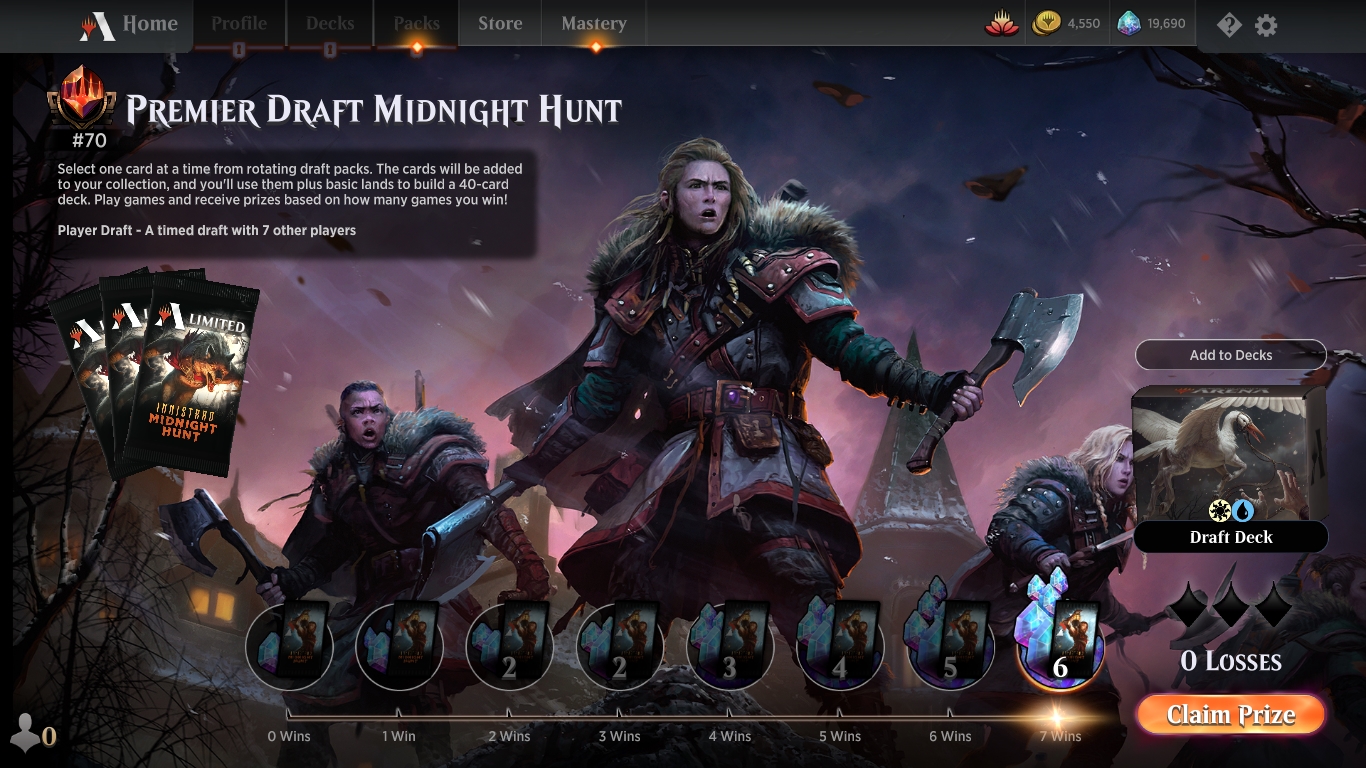 Home
Profile
Decks
Packs
Store
Mastery
4,550
19,690
PREMIER DRAFT MIDNIGHT HUNT
#70
Select one card at a time from rotating draft packs. The cards will be added
to your collection, and you'll use them plus basic lands to build a 40-card
deck. Play games and receive prizes based on how many games you win!
Player Draft - A timed draft with 7 other players
LIMITED
INNISTRAD
MIDNIGHT
HUNT
Add to Decks
ARENA
Draft Deck
2
2
3
4
5
6
0 LOSSES
Claim Prize
0 Wins
1 Win
2 Wins
3 Wins
4 Wins
5 Wins
6 Wins
7 Wins
0